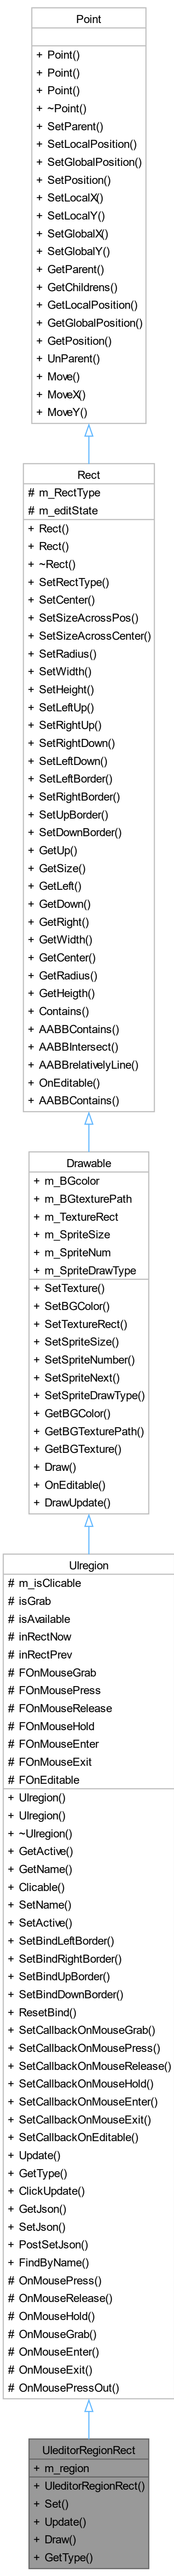 Point
+ Point()
+ Point()
+ Point()
+ ~Point()
+ SetParent()
+ SetLocalPosition()
+ SetGlobalPosition()
+ SetPosition()
+ SetLocalX()
+ SetLocalY()
+ SetGlobalX()
+ SetGlobalY()
+ GetParent()
+ GetChildrens()
+ GetLocalPosition()
+ GetGlobalPosition()
+ GetPosition()
+ UnParent()
+ Move()
+ MoveX()
+ MoveY()
Rect
# m_RectType
# m_editState
+ Rect()
+ Rect()
+ ~Rect()
+ SetRectType()
+ SetCenter()
+ SetSizeAcrossPos()
+ SetSizeAcrossCenter()
+ SetRadius()
+ SetWidth()
+ SetHeight()
+ SetLeftUp()
+ SetRightUp()
+ SetRightDown()
+ SetLeftDown()
+ SetLeftBorder()
+ SetRightBorder()
+ SetUpBorder()
+ SetDownBorder()
+ GetUp()
+ GetSize()
+ GetLeft()
+ GetDown()
+ GetRight()
+ GetWidth()
+ GetCenter()
+ GetRadius()
+ GetHeigth()
+ Contains()
+ AABBContains()
+ AABBIntersect()
+ AABBrelativelyLine()
+ OnEditable()
+ AABBContains()
Drawable
+ m_BGcolor
+ m_BGtexturePath
+ m_TextureRect
+ m_SpriteSize
+ m_SpriteNum
+ m_SpriteDrawType
+ SetTexture()
+ SetBGColor()
+ SetTextureRect()
+ SetSpriteSize()
+ SetSpriteNumber()
+ SetSpriteNext()
+ SetSpriteDrawType()
+ GetBGColor()
+ GetBGTexturePath()
+ GetBGTexture()
+ Draw()
+ OnEditable()
+ DrawUpdate()
UIregion
# m_isClicable
# isGrab
# isAvailable
# inRectNow
# inRectPrev
# FOnMouseGrab
# FOnMousePress
# FOnMouseRelease
# FOnMouseHold
# FOnMouseEnter
# FOnMouseExit
# FOnEditable
+ UIregion()
+ UIregion()
+ ~UIregion()
+ GetActive()
+ GetName()
+ Clicable()
+ SetName()
+ SetActive()
+ SetBindLeftBorder()
+ SetBindRightBorder()
+ SetBindUpBorder()
+ SetBindDownBorder()
+ ResetBind()
+ SetCallbackOnMouseGrab()
+ SetCallbackOnMousePress()
+ SetCallbackOnMouseRelease()
+ SetCallbackOnMouseHold()
+ SetCallbackOnMouseEnter()
+ SetCallbackOnMouseExit()
+ SetCallbackOnEditable()
+ Update()
+ GetType()
+ ClickUpdate()
+ GetJson()
+ SetJson()
+ PostSetJson()
+ FindByName()
# OnMousePress()
# OnMouseRelease()
# OnMouseHold()
# OnMouseGrab()
# OnMouseEnter()
# OnMouseExit()
# OnMousePressOut()
UIeditorRegionRect
+ m_region
+ UIeditorRegionRect()
+ Set()
+ Update()
+ Draw()
+ GetType()